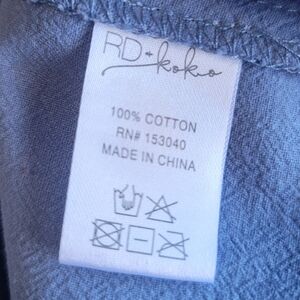 RD + koko
100% COTTON
RN# 153040
MADE IN CHINA